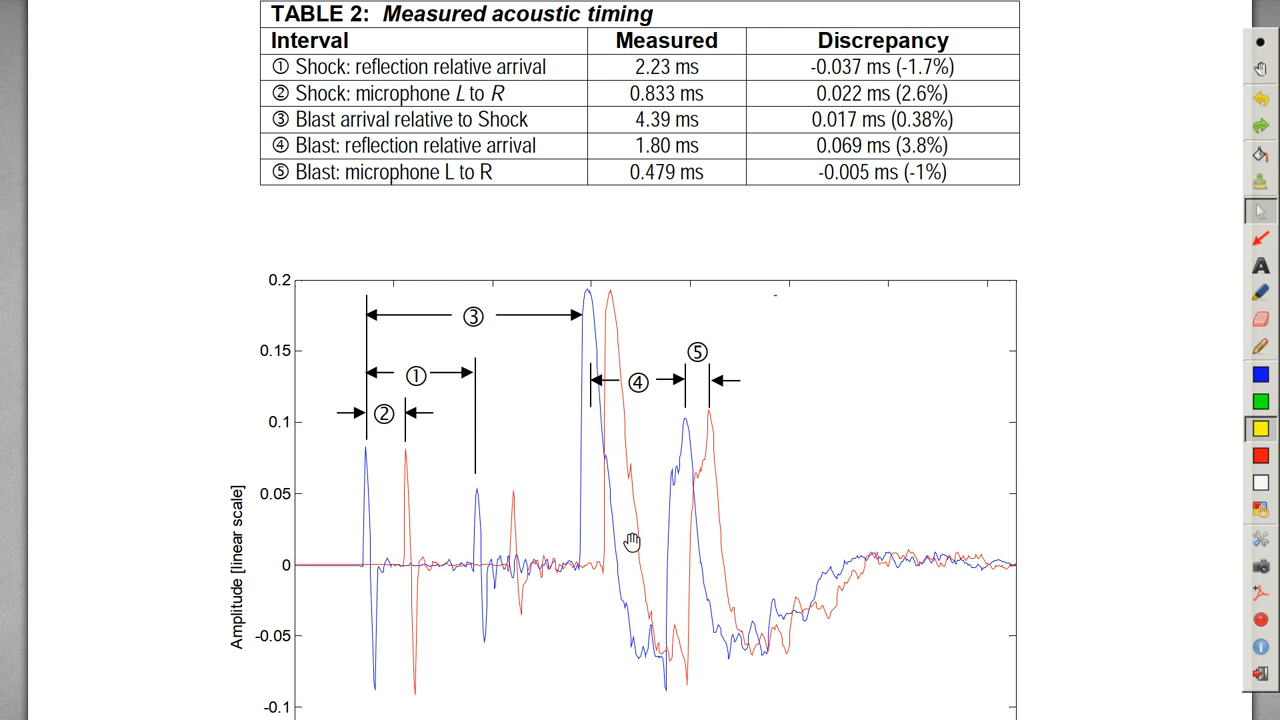 TABLE 2: Measured acoustic timing
Interval Measured Discrepancy
① Shock: reflection relative arrival 2.23 ms -0.037 ms (-1.7%)
② Shock: microphone L to R 0.833 ms 0.022 ms (2.6%)
③ Blast arrival relative to Shock 4.39 ms 0.017 ms (0.38%)
④ Blast: reflection relative arrival 1.80 ms 0.069 ms (3.8%)
⑤ Blast: microphone L to R 0.479 ms -0.005 ms (-1%)
0.2
③
0.15
⑤
①
④
②
0.1
0.05
0
-0.05
-0.1
Amplitude [linear scale]
A